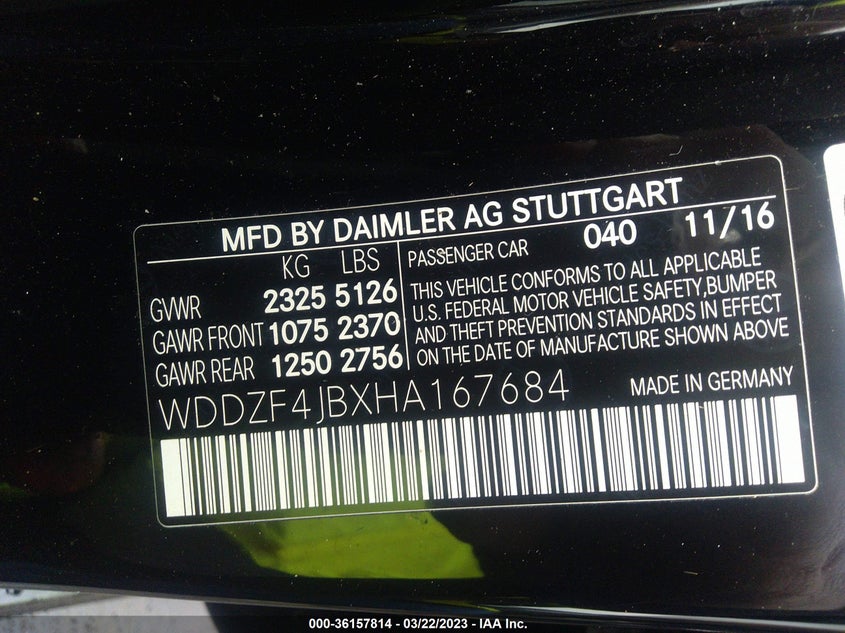 MFD BY DAIMLER AG STUTTGART
KG LBS
GVWR 2325 5126
GAWR FRONT 1075 2370
GAWR REAR 1250 2756
PASSENGER CAR 040 11/16
THIS VEHICLE CONFORMS TO ALL APPLICABLE
U.S. FEDERAL MOTOR VEHICLE SAFETY,BUMPER
AND THEFT PREVENTION STANDARDS IN EFFECT
ON THE DATE OF MANUFACTURE SHOWN ABOVE
WDDZF4JBXHA167684
MADE IN GERMANY
000-36157814 - 03/22/2023 - IAA Inc.